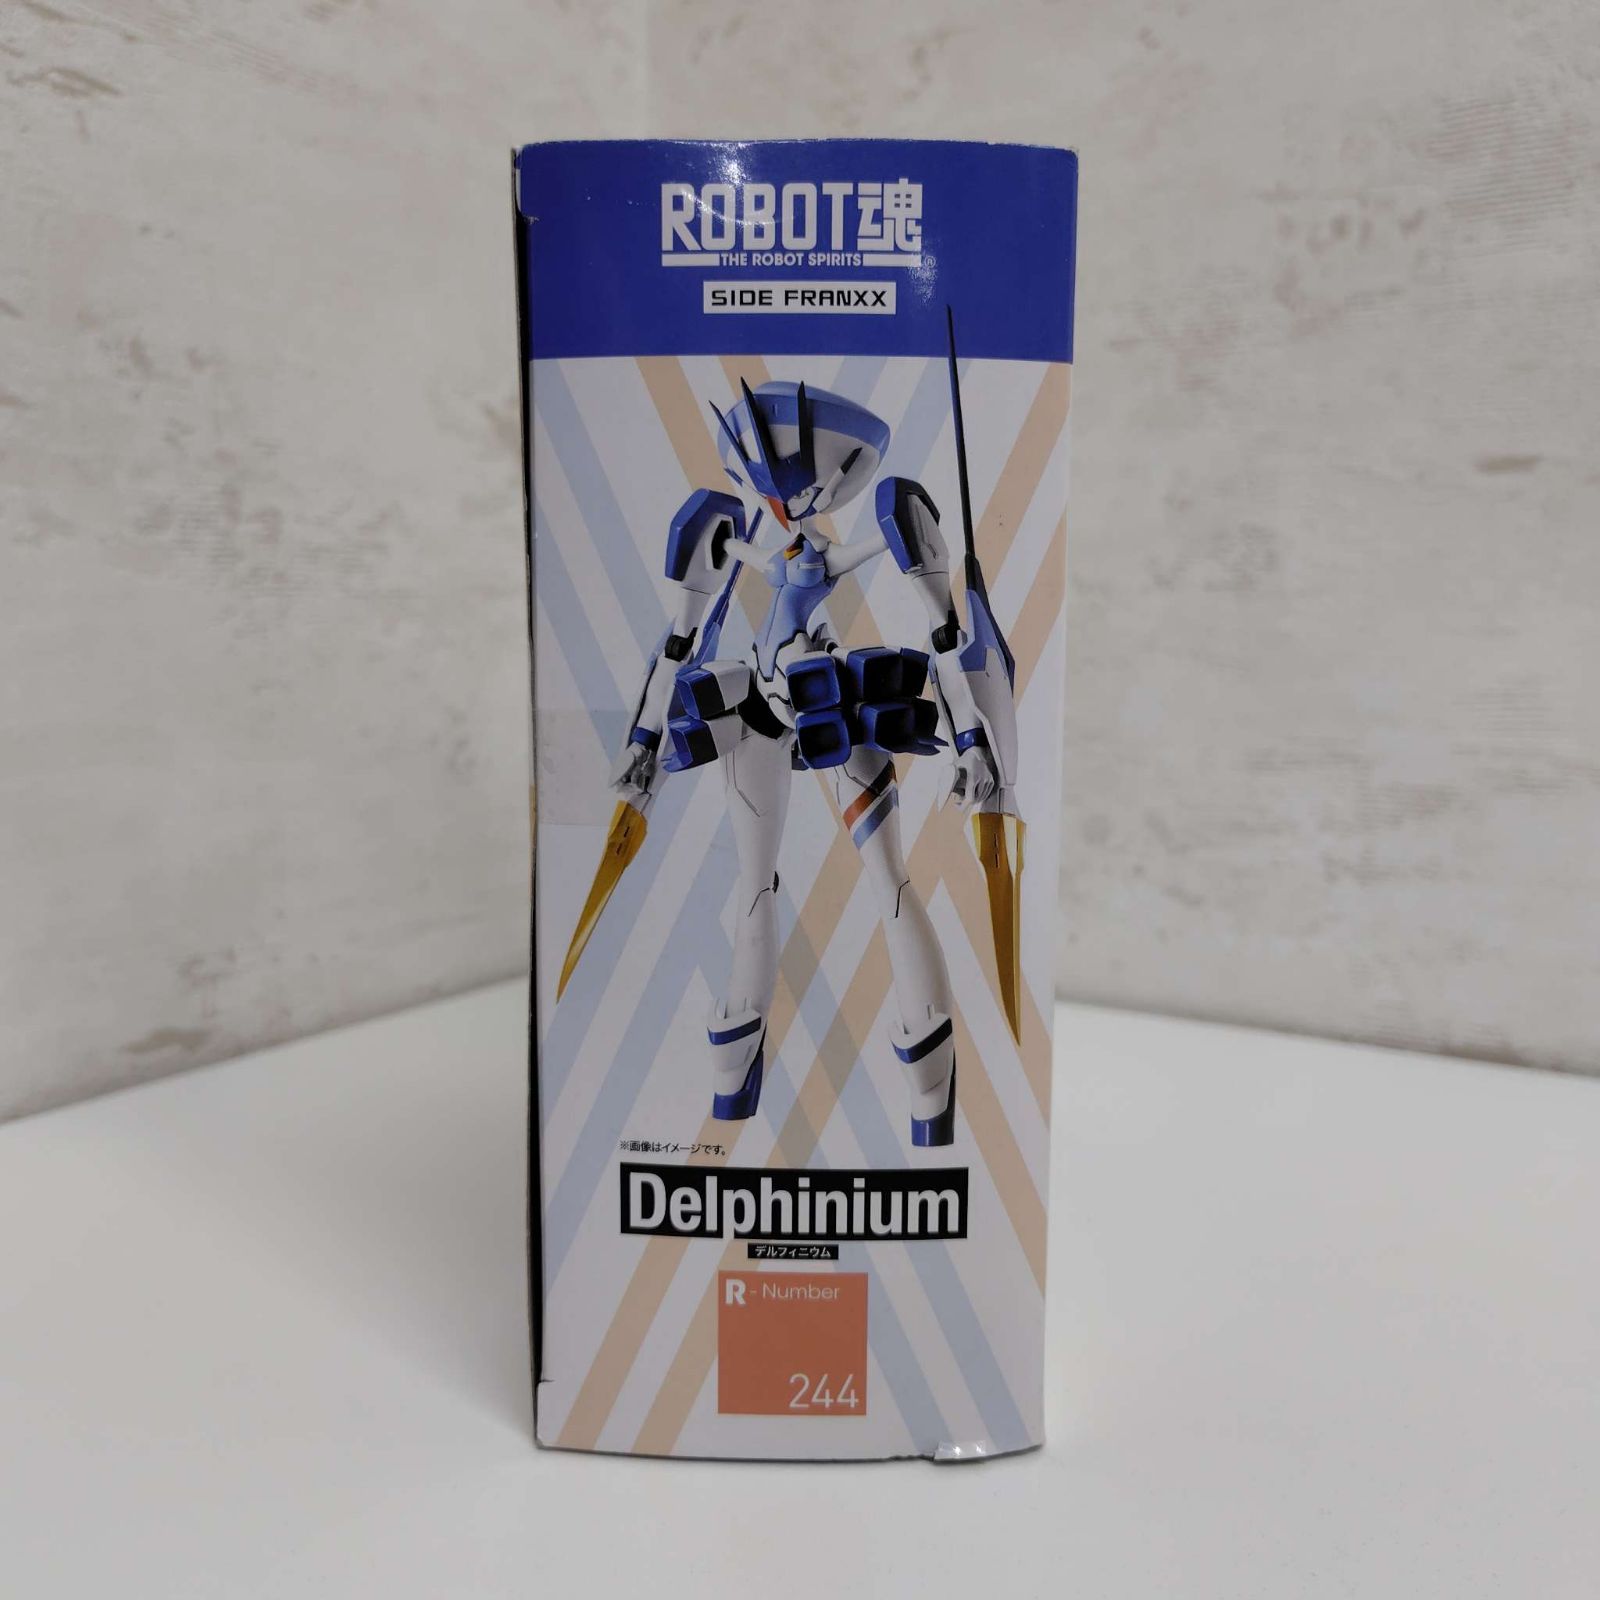 ROBOT魂
THE ROBOT SPIRITS
®
SIDE FRANXX
※画像はイメージです。
Delphinium
デルフィニウム
R - Number
244